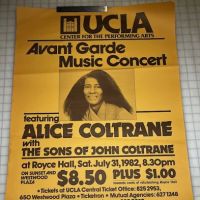 UCLA
CENTER FOR THE PERFORMING ARTS
Avant Garde
Music Concert
featuring
ALICE COLTRANE
with
THE SONS OF JOHN COLTRANE
at Royce Hall, Sat, July 31, 1982, 8.30pm
ON SUNSET AND
WESTWOOD
PLAZA
$8.50 PLUS $1.00
•Tickets at UCLA Central Ticket Office: 825 2953,
650 Westwood Plaza • Ticketron • Mutual Agencies: 627 1248